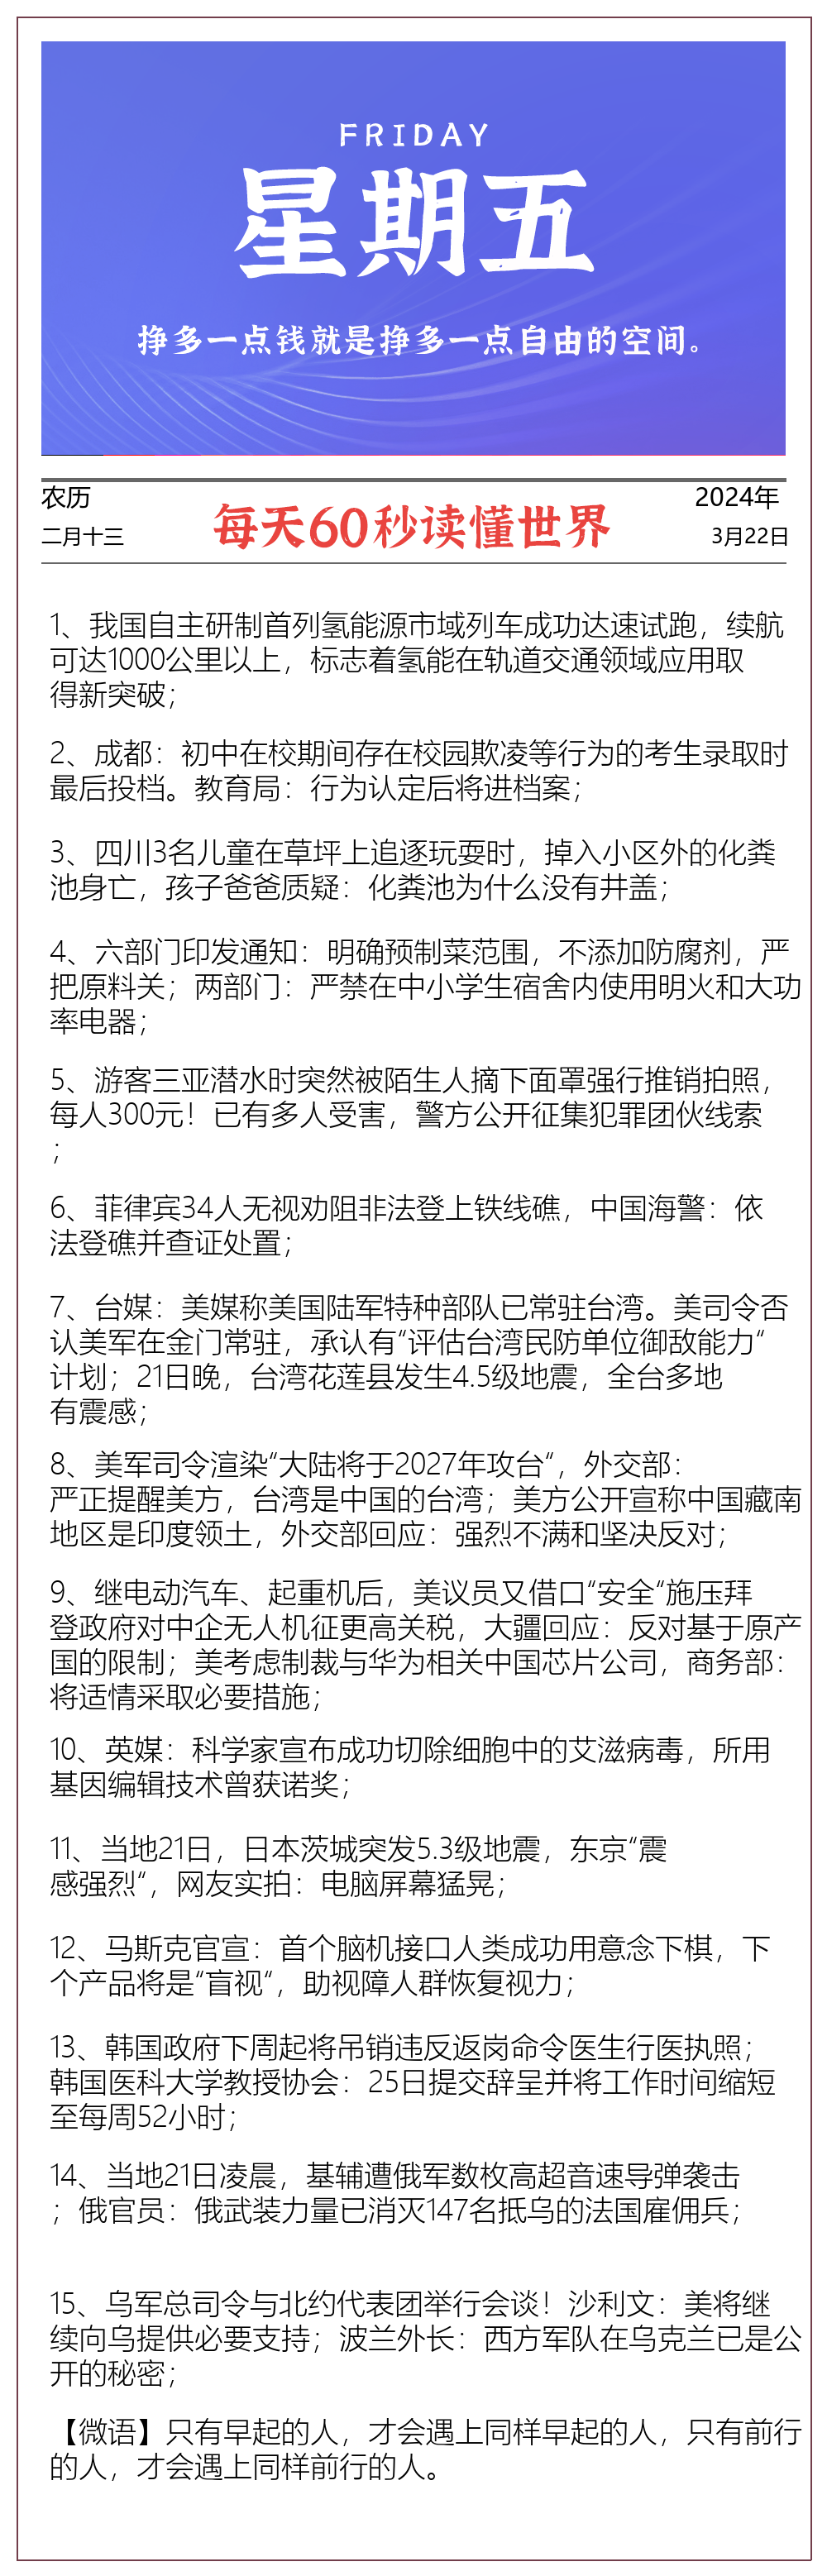 FRIDAY
星期五
挣多一点钱就是挣多一点自由的空间。
农历
二月十三
每天60秒读懂世界
2024年
3月22日
1、我国自主研制首列氢能源市域列车成功达速试跑，续航
可达1000公里以上，标志着氢能在轨道交通领域应用取
得新突破；
2、成都：初中在校期间存在校园欺凌等行为的考生录取时
最后投档。教育局：行为认定后将进档案；
3、四川3名儿童在草坪上追逐玩耍时，掉入小区外的化粪
池身亡，孩子爸爸质疑：化粪池为什么没有井盖；
4、六部门印发通知：明确预制菜范围，不添加防腐剂，严
把原料关；两部门：严禁在中小学生宿舍内使用明火和大功
率电器；
5、游客三亚潜水时突然被陌生人摘下面罩强行推销拍照，
每人300元！已有多人受害，警方公开征集犯罪团伙线索
；
6、菲律宾34人无视劝阻非法登上铁线礁，中国海警：依
法登礁并查证处置；
7、台媒：美媒称美国陆军特种部队已常驻台湾。美司令否
认美军在金门常驻，承认有“评估台湾民防单位御敌能力“
计划；21日晚，台湾花莲县发生4.5级地震，全台多地
有震感；
8、美军司令渲染“大陆将于2027年攻台“，外交部：
严正提醒美方，台湾是中国的台湾；美方公开宣称中国藏南
地区是印度领土，外交部回应：强烈不满和坚决反对；
9、继电动汽车、起重机后，美议员又借口“安全“施压拜
登政府对中企无人机征更高关税，大疆回应：反对基于原产
国的限制；美考虑制裁与华为相关中国芯片公司，商务部：
将适情采取必要措施；
10、英媒：科学家宣布成功切除细胞中的艾滋病毒，所用
基因编辑技术曾获诺奖；
11、当地21日，日本茨城突发5.3级地震，东京“震
感强烈“，网友实拍：电脑屏幕猛晃；
12、马斯克官宣：首个脑机接口人类成功用意念下棋，下
个产品将是“盲视“，助视障人群恢复视力；
13、韩国政府下周起将吊销违反返岗命令医生行医执照；
韩国医科大学教授协会：25日提交辞呈并将工作时间缩短
至每周52小时；
14、当地21日凌晨，基辅遭俄军数枚高超音速导弹袭击
；俄官员：俄武装力量已消灭147名抵乌的法国雇佣兵；
15、乌军总司令与北约代表团举行会谈！沙利文：美将继
续向乌提供必要支持；波兰外长：西方军队在乌克兰已是公
开的秘密；
【微语】只有早起的人，才会遇上同样早起的人，只有前行
的人，才会遇上同样前行的人。